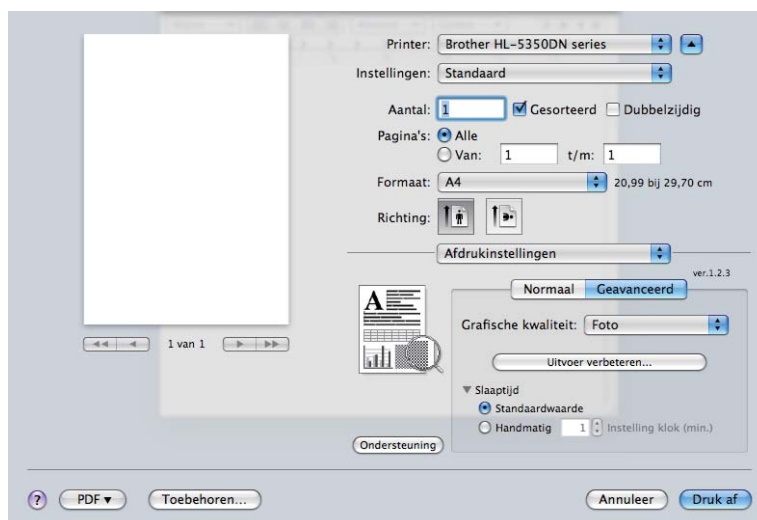 Printer: Brother HL-5350DN series
Instellingen: Standaard
Aantal: 1 Gesorteerd Dubbelzijdig
Pagina's: Alle
Van: 1 t/m: 1
Formaat: A4 20,99 bij 29,70 cm
Richting:
Afdrukinstellingen
ver.1.2.3
Normaal Geavanceerd
A
Grafische kwaliteit: Foto
1 van 1
Uitvoer verbeteren...
Slaaptijd
Standaardwaarde
Handmatig 1 Instelling klok (min.)
Ondersteuning
? PDF Toebehoren... Annuleer Druk af